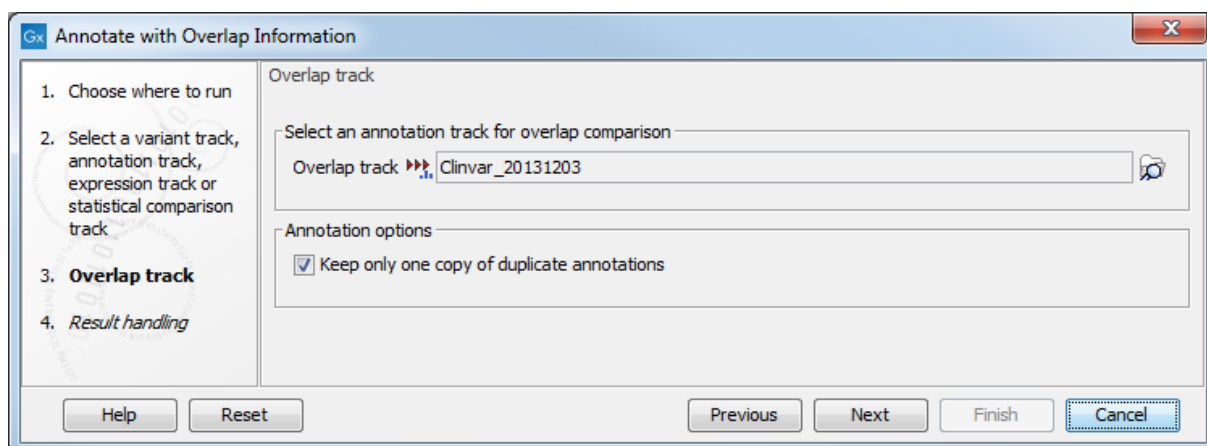 Gx Annotate with Overlap Information
1. Choose where to run
2. Select a variant track,
annotation track,
expression track or
statistical comparison
track
3. Overlap track
4. Result handling
Overlap track
Select an annotation track for overlap comparison
Overlap track Clinvar_20131203
Annotation options
Keep only one copy of duplicate annotations
Help Reset Previous Next Finish Cancel